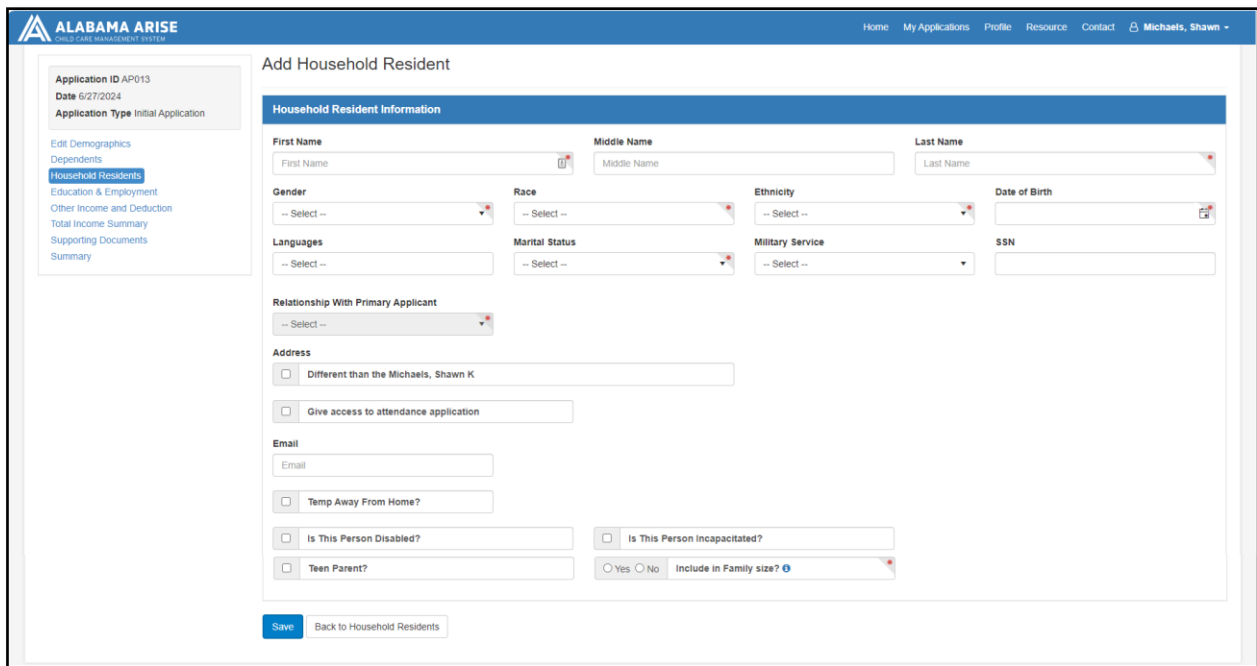 ALABAMA ARISE
CHILD CARE MANAGEMENT SYSTEM
Home My Applications Profile Resource Contact Michaels, Shawn
Application ID AP013
Date 6/27/2024
Application Type Initial Application
Edit Demographics
Dependents
Household Residents
Education & Employment
Other Income and Deduction
Total Income Summary
Supporting Documents
Summary
Add Household Resident
Household Resident Information
First Name Middle Name Last Name
First Name Middle Name Last Name
Gender Race Ethnicity Date of Birth
-- Select -- -- Select -- -- Select --
Languages Marital Status Military Service SSN
-- Select -- -- Select -- -- Select --
Relationship With Primary Applicant
-- Select --
Address
Different than the Michaels, Shawn K
Give access to attendance application
Email
Email
Temp Away From Home?
Is This Person Disabled? Is This Person Incapacitated?
Teen Parent? Yes No Include in Family size?
Save Back to Household Residents